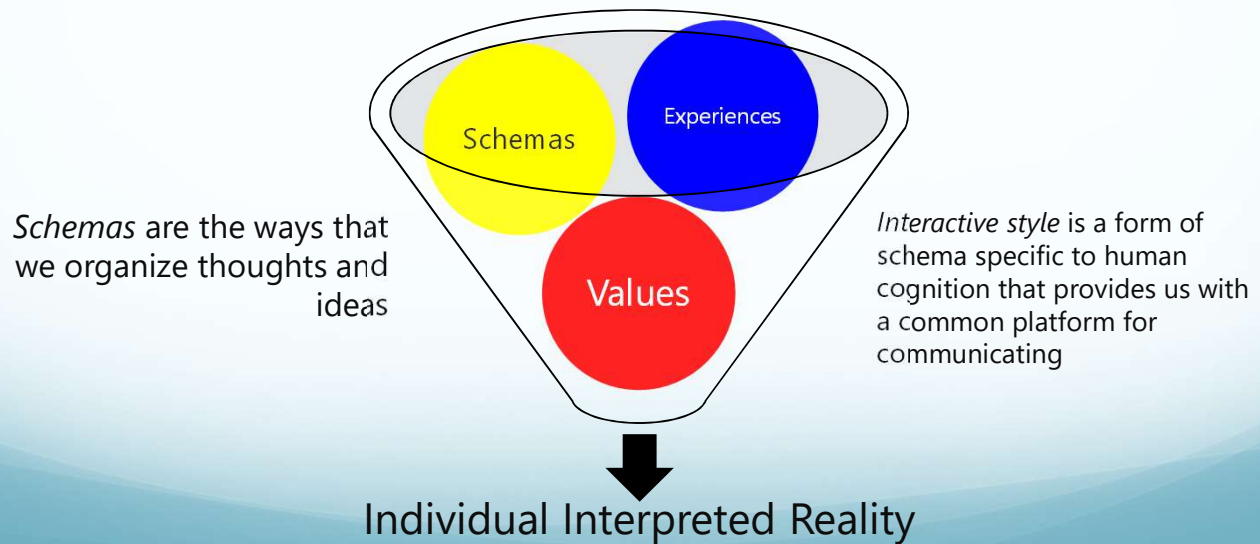 Schemas
Experiences
Values
Schemas are the ways that
we organize thoughts and
ideas
Interactive style is a form of
schema specific to human
cognition that provides us with
a common platform for
communicating
Individual Interpreted Reality